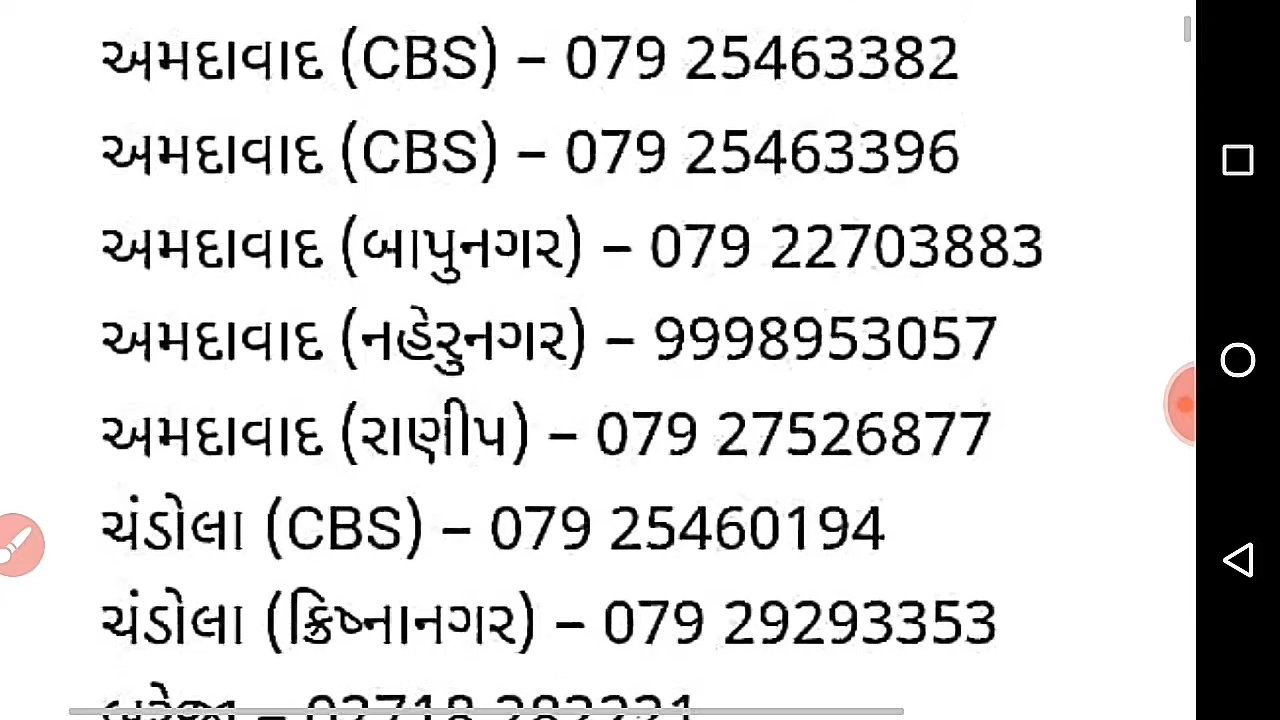 અમદાવાદ (CBS) – 079 25463382
અમદાવાદ (CBS) – 079 25463396
અમદાવાદ (બાપુનગર) – 079 22703883
અમદાવાદ (નહેરુનગર) – 9998953057
અમદાવાદ (રાણીપ) – 079 27526877
ચંડોલા (CBS) – 079 25460194
ચંડોલા (ક્રિષ્નાનગર) – 079 29293353